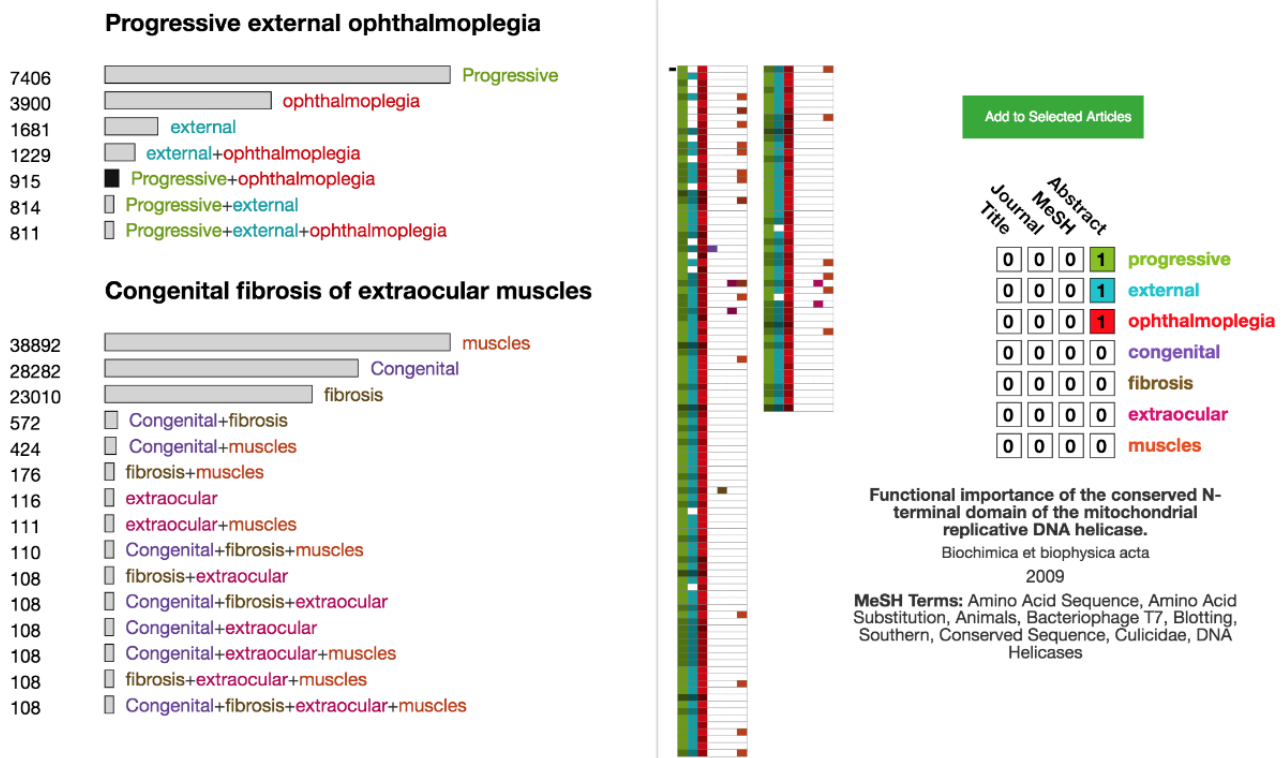 Progressive external ophthalmoplegia
7406 Progressive
3900 ophthalmoplegia
1681 external
1229 external+ophthalmoplegia
915 Progressive+ophthalmoplegia
814 Progressive+external
811 Progressive+external+ophthalmoplegia
Congenital fibrosis of extraocular muscles
38892 muscles
28282 Congenital
23010 fibrosis
572 Congenital+fibrosis
424 Congenital+muscles
176 fibrosis+muscles
116 extraocular
111 extraocular+muscles
110 Congenital+fibrosis+muscles
108 fibrosis+extraocular
108 Congenital+fibrosis+extraocular
108 Congenital+extraocular
108 Congenital+extraocular+muscles
108 fibrosis+extraocular+muscles
108 Congenital+fibrosis+extraocular+muscles
Add to Selected Articles
Title
Journal
MeSH
Abstract
0 0 0 1 progressive
0 0 0 1 external
0 0 0 1 ophthalmoplegia
0 0 0 0 congenital
0 0 0 0 fibrosis
0 0 0 0 extraocular
0 0 0 0 muscles
Functional importance of the conserved N-
terminal domain of the mitochondrial
replicative DNA helicase.
Biochimica et biophysica acta
2009
MeSH Terms: Amino Acid Sequence, Amino Acid
Substitution, Animals, Bacteriophage T7, Blotting,
Southern, Conserved Sequence, Culicidae, DNA
Helicases